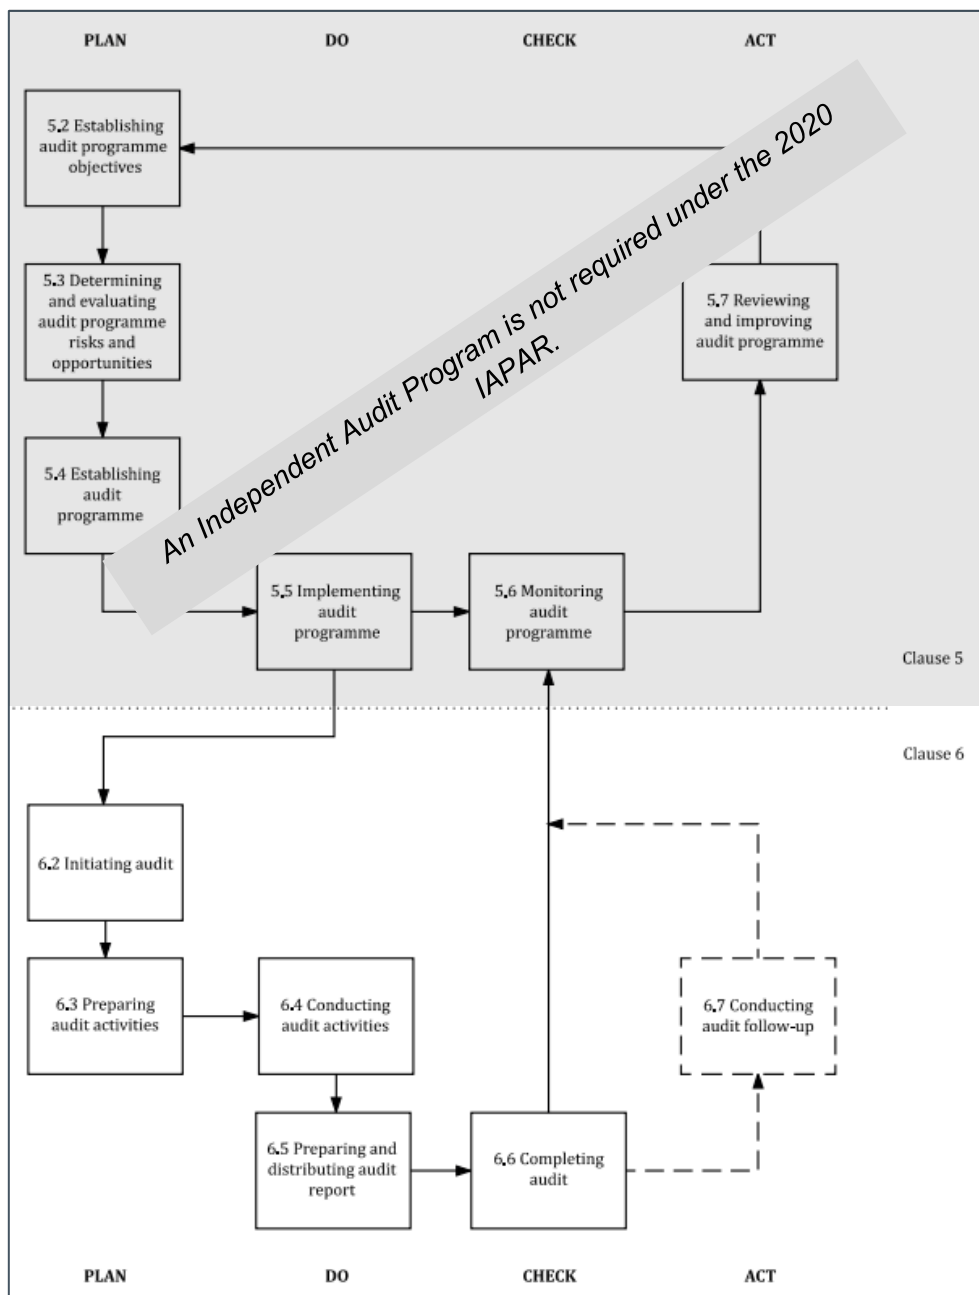 PLAN DO CHECK ACT
5.2 Establishing
audit programme
objectives
5.3 Determining
and evaluating
audit programme
risks and
opportunities
5.4 Establishing
audit
programme
An Independent Audit Program is not required under the 2020
IAPAR.
5.7 Reviewing
and improving
audit programme
5.5 Implementing
audit
programme
5.6 Monitoring
audit
programme
Clause 5
Clause 6
6.2 Initiating audit
6.3 Preparing
audit activities
6.4 Conducting
audit activities
6.7 Conducting
audit follow-up
6.5 Preparing and
distributing audit
report
6.6 Completing
audit
PLAN DO CHECK ACT